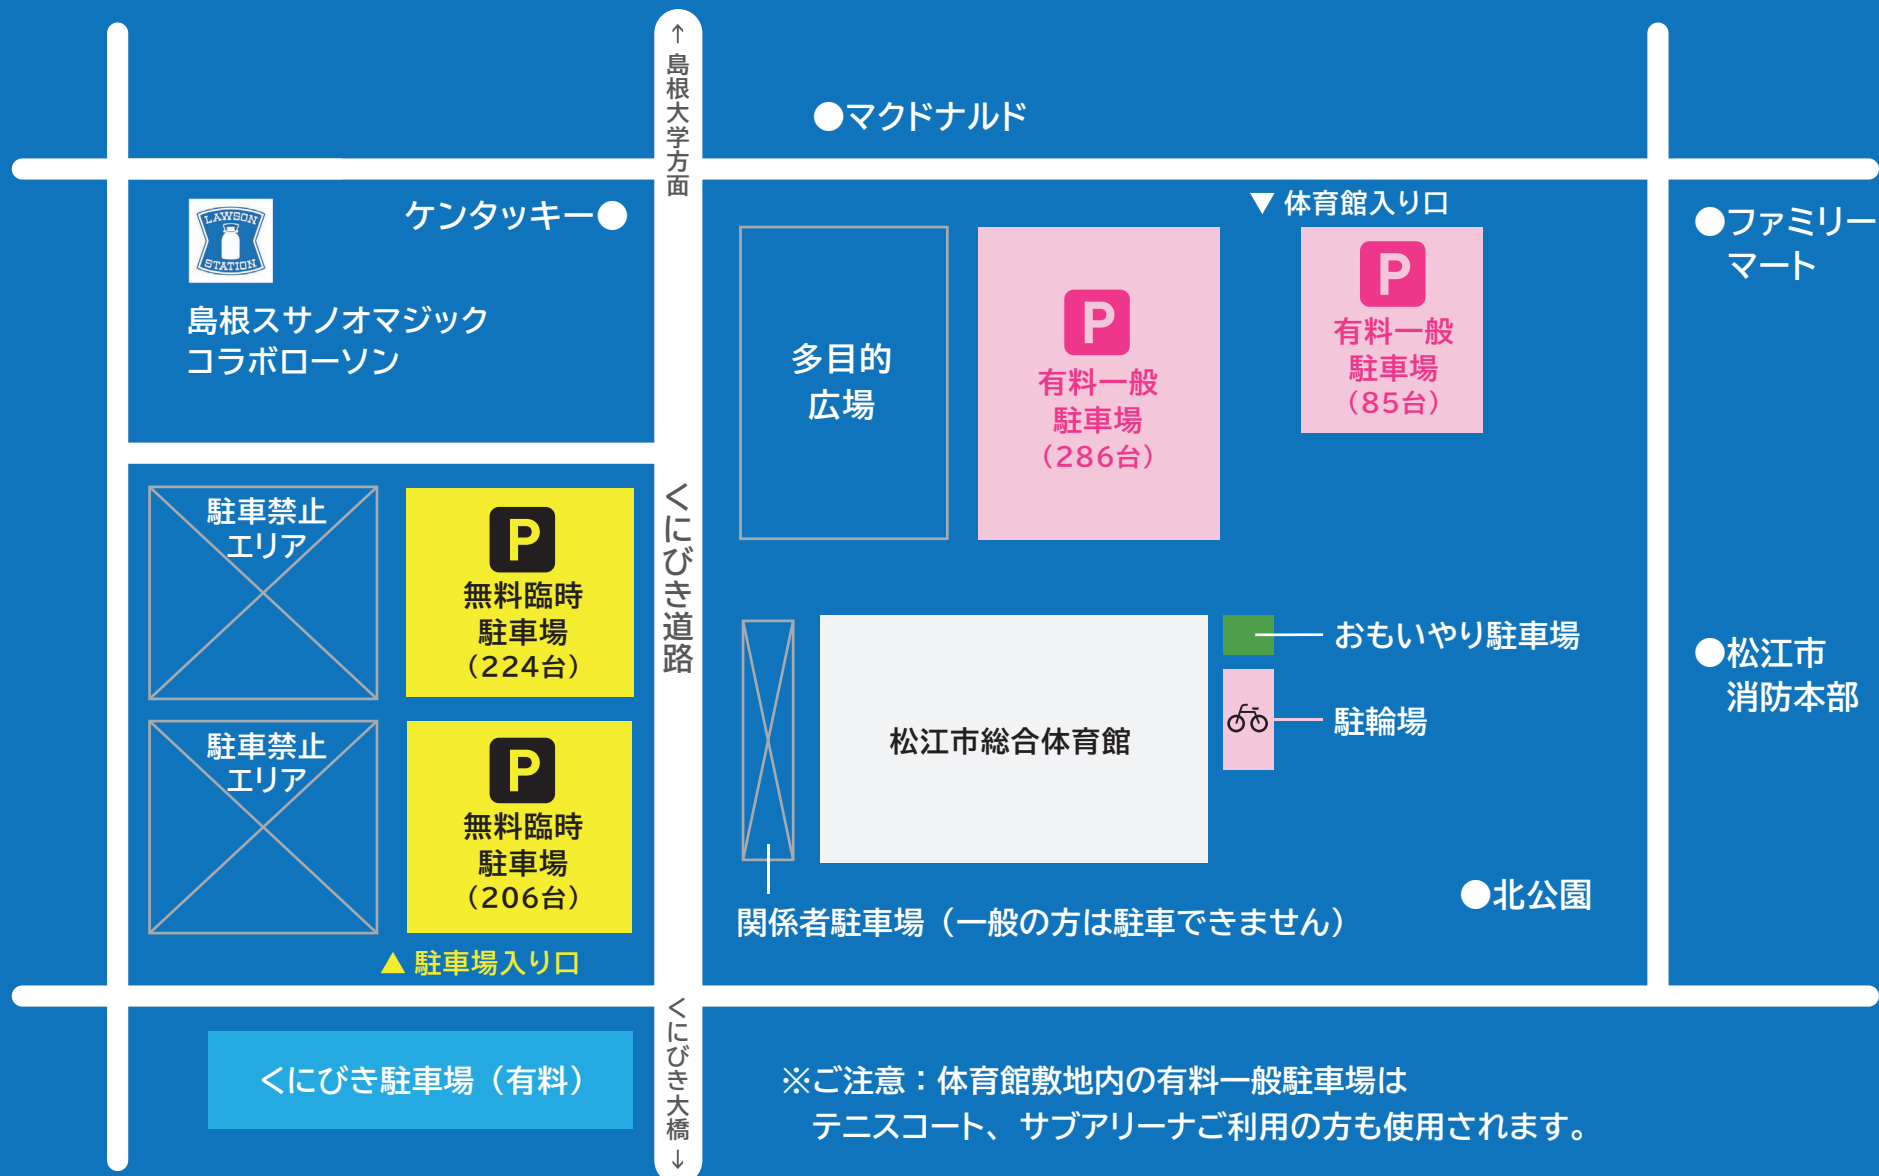 ↑島根大学方面
●マクドナルド
ケンタッキー●
LAWSON
STATION
島根スサノオマジック
コラボローソン
▼ 体育館入り口
●ファミリー
マート
多目的
広場
P
有料一般
駐車場
（286台）
P
有料一般
駐車場
（85台）
駐車禁止
エリア
P
無料臨時
駐車場
（224台）
くにびき道路
駐車禁止
エリア
P
無料臨時
駐車場
（206台）
▲ 駐車場入り口
松江市総合体育館
おもいやり駐車場
駐輪場
●松江市
消防本部
関係者駐車場（一般の方は駐車できません）
●北公園
くにびき大橋↓
くにびき駐車場（有料）
※ご注意：体育館敷地内の有料一般駐車場は
テニスコート、サブアリーナご利用の方も使用されます。